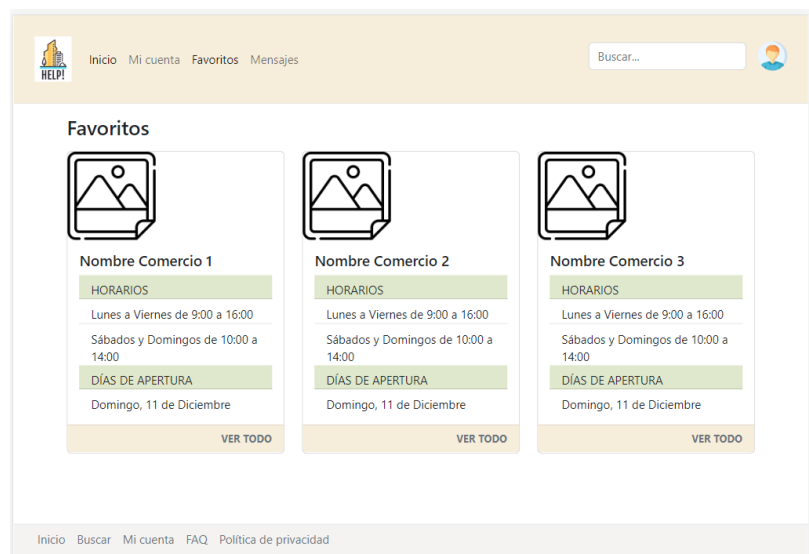 HELP!
Inicio Mi cuenta Favoritos Mensajes
Buscar...
Favoritos
Nombre Comercio 1
HORARIOS
Lunes a Viernes de 9:00 a 16:00
Sábados y Domingos de 10:00 a
14:00
DÍAS DE APERTURA
Domingo, 11 de Diciembre
VER TODO
Nombre Comercio 2
HORARIOS
Lunes a Viernes de 9:00 a 16:00
Sábados y Domingos de 10:00 a
14:00
DÍAS DE APERTURA
Domingo, 11 de Diciembre
VER TODO
Nombre Comercio 3
HORARIOS
Lunes a Viernes de 9:00 a 16:00
Sábados y Domingos de 10:00 a
14:00
DÍAS DE APERTURA
Domingo, 11 de Diciembre
VER TODO
Inicio Buscar Mi cuenta FAQ Política de privacidad